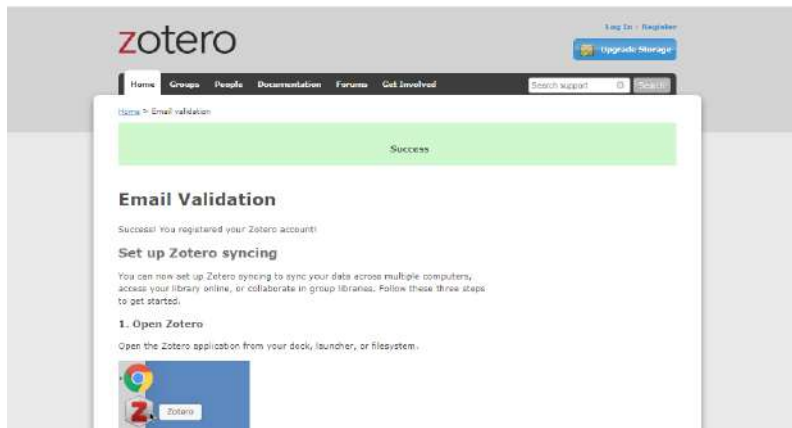 zotero
Log In · Register
Upgrade Storage
Home Groups People Documentation Forums Get Involved
Search support Search
Home > Email validation
Success
Email Validation
Success! You registered your Zotero account!
Set up Zotero syncing
You can now set up Zotero syncing to sync your data across multiple computers,
access your library online, or collaborate in group libraries. Follow these three steps
to get started.
1. Open Zotero
Open the Zotero application from your dock, launcher, or filesystem.
Z
Zotero